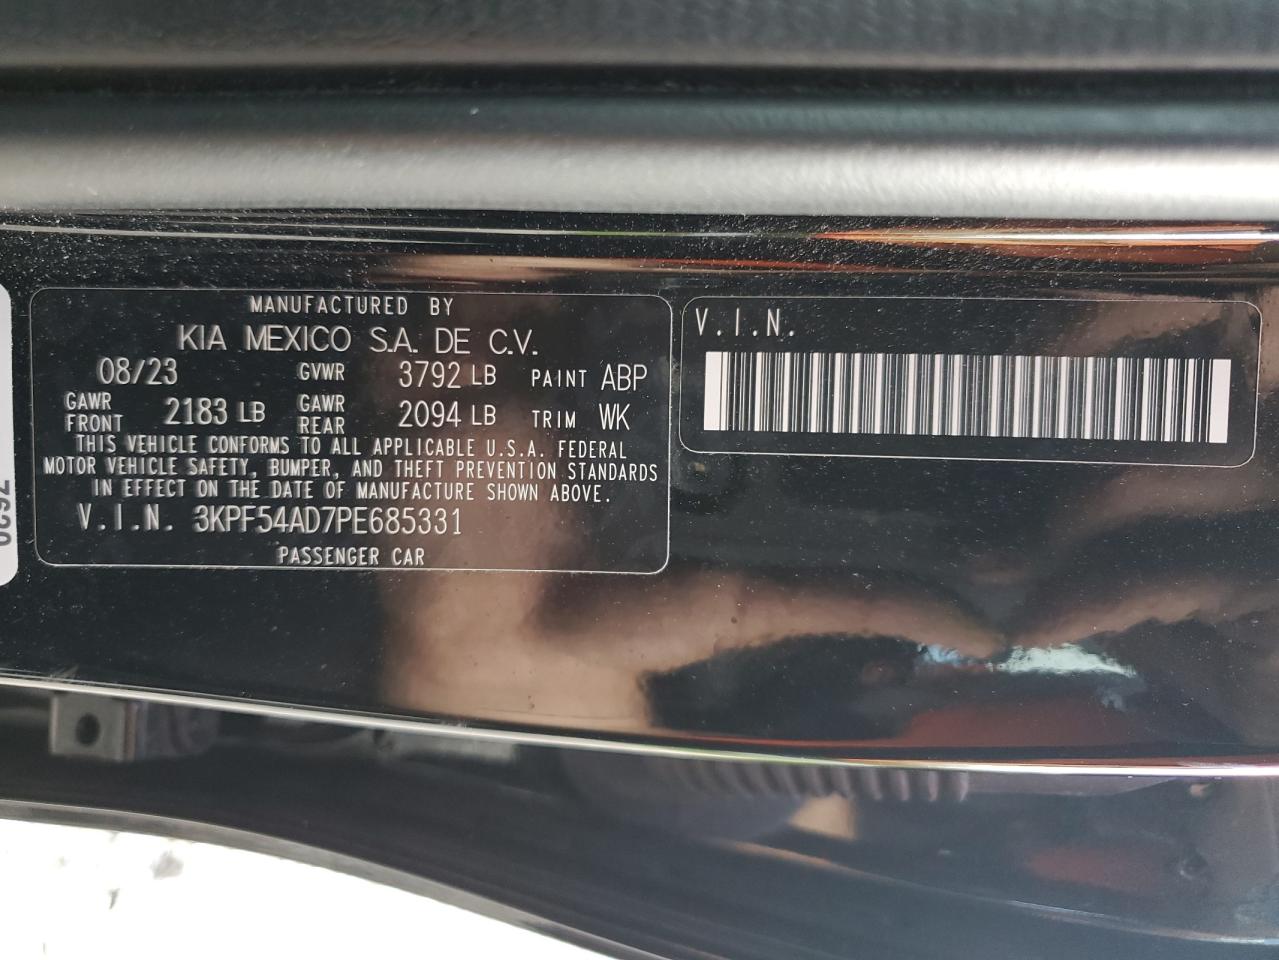 MANUFACTURED BY
KIA MEXICO S.A. DE C.V.
08/23 GVWR 3792 LB PAINT ABP
GAWR FRONT 2183 LB GAWR REAR 2094 LB TRIM WK
THIS VEHICLE CONFORMS TO ALL APPLICABLE U.S.A. FEDERAL
MOTOR VEHICLE SAFETY, BUMPER, AND THEFT PREVENTION STANDARDS
IN EFFECT ON THE DATE OF MANUFACTURE SHOWN ABOVE.
V.I.N. 3KPF54AD7PE685331
PASSENGER CAR
V.I.N.